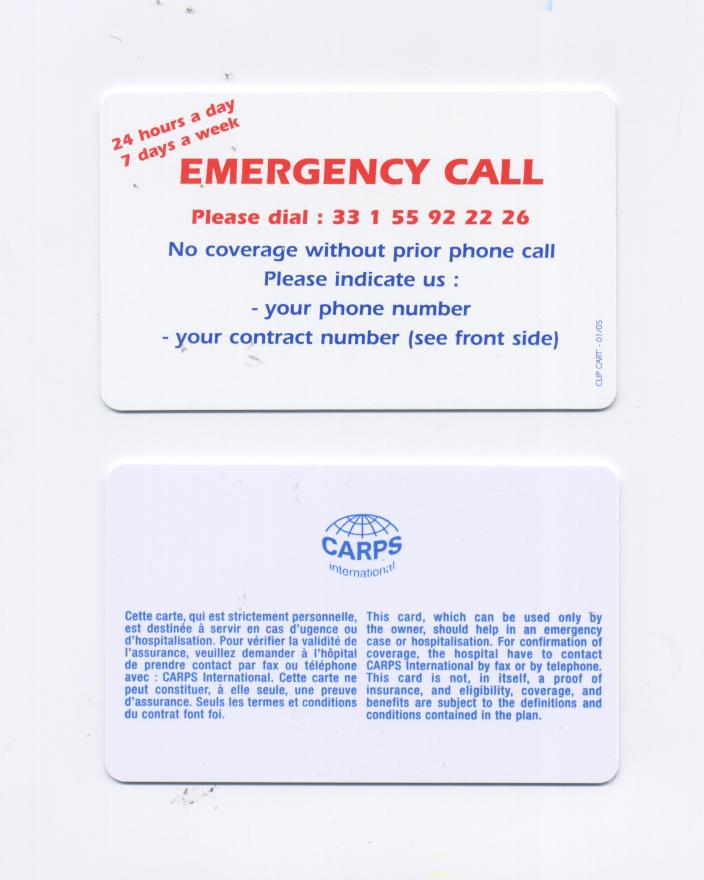 24 hours a day
7 days a week
EMERGENCY CALL
Please dial : 33 1 55 92 22 26
No coverage without prior phone call
Please indicate us :
- your phone number
- your contract number (see front side)
CLIP CART - 01/05
CARPS
international
Cette carte, qui est strictement personnelle,
est destinée à servir en cas d'ugence ou
d'hospitalisation. Pour vérifier la validité de
l'assurance, veuillez demander à l'hôpital
de prendre contact par fax ou téléphone
avec : CARPS International. Cette carte ne
peut constituer, à elle seule, une preuve
d'assurance. Seuls les termes et conditions
du contrat font foi.
This card, which can be used only by
the owner, should help in an emergency
case or hospitalisation. For confirmation of
coverage, the hospital have to contact
CARPS International by fax or by telephone.
This card is not, in itself, a proof of
insurance, and eligibility, coverage, and
benefits are subject to the definitions and
conditions contained in the plan.